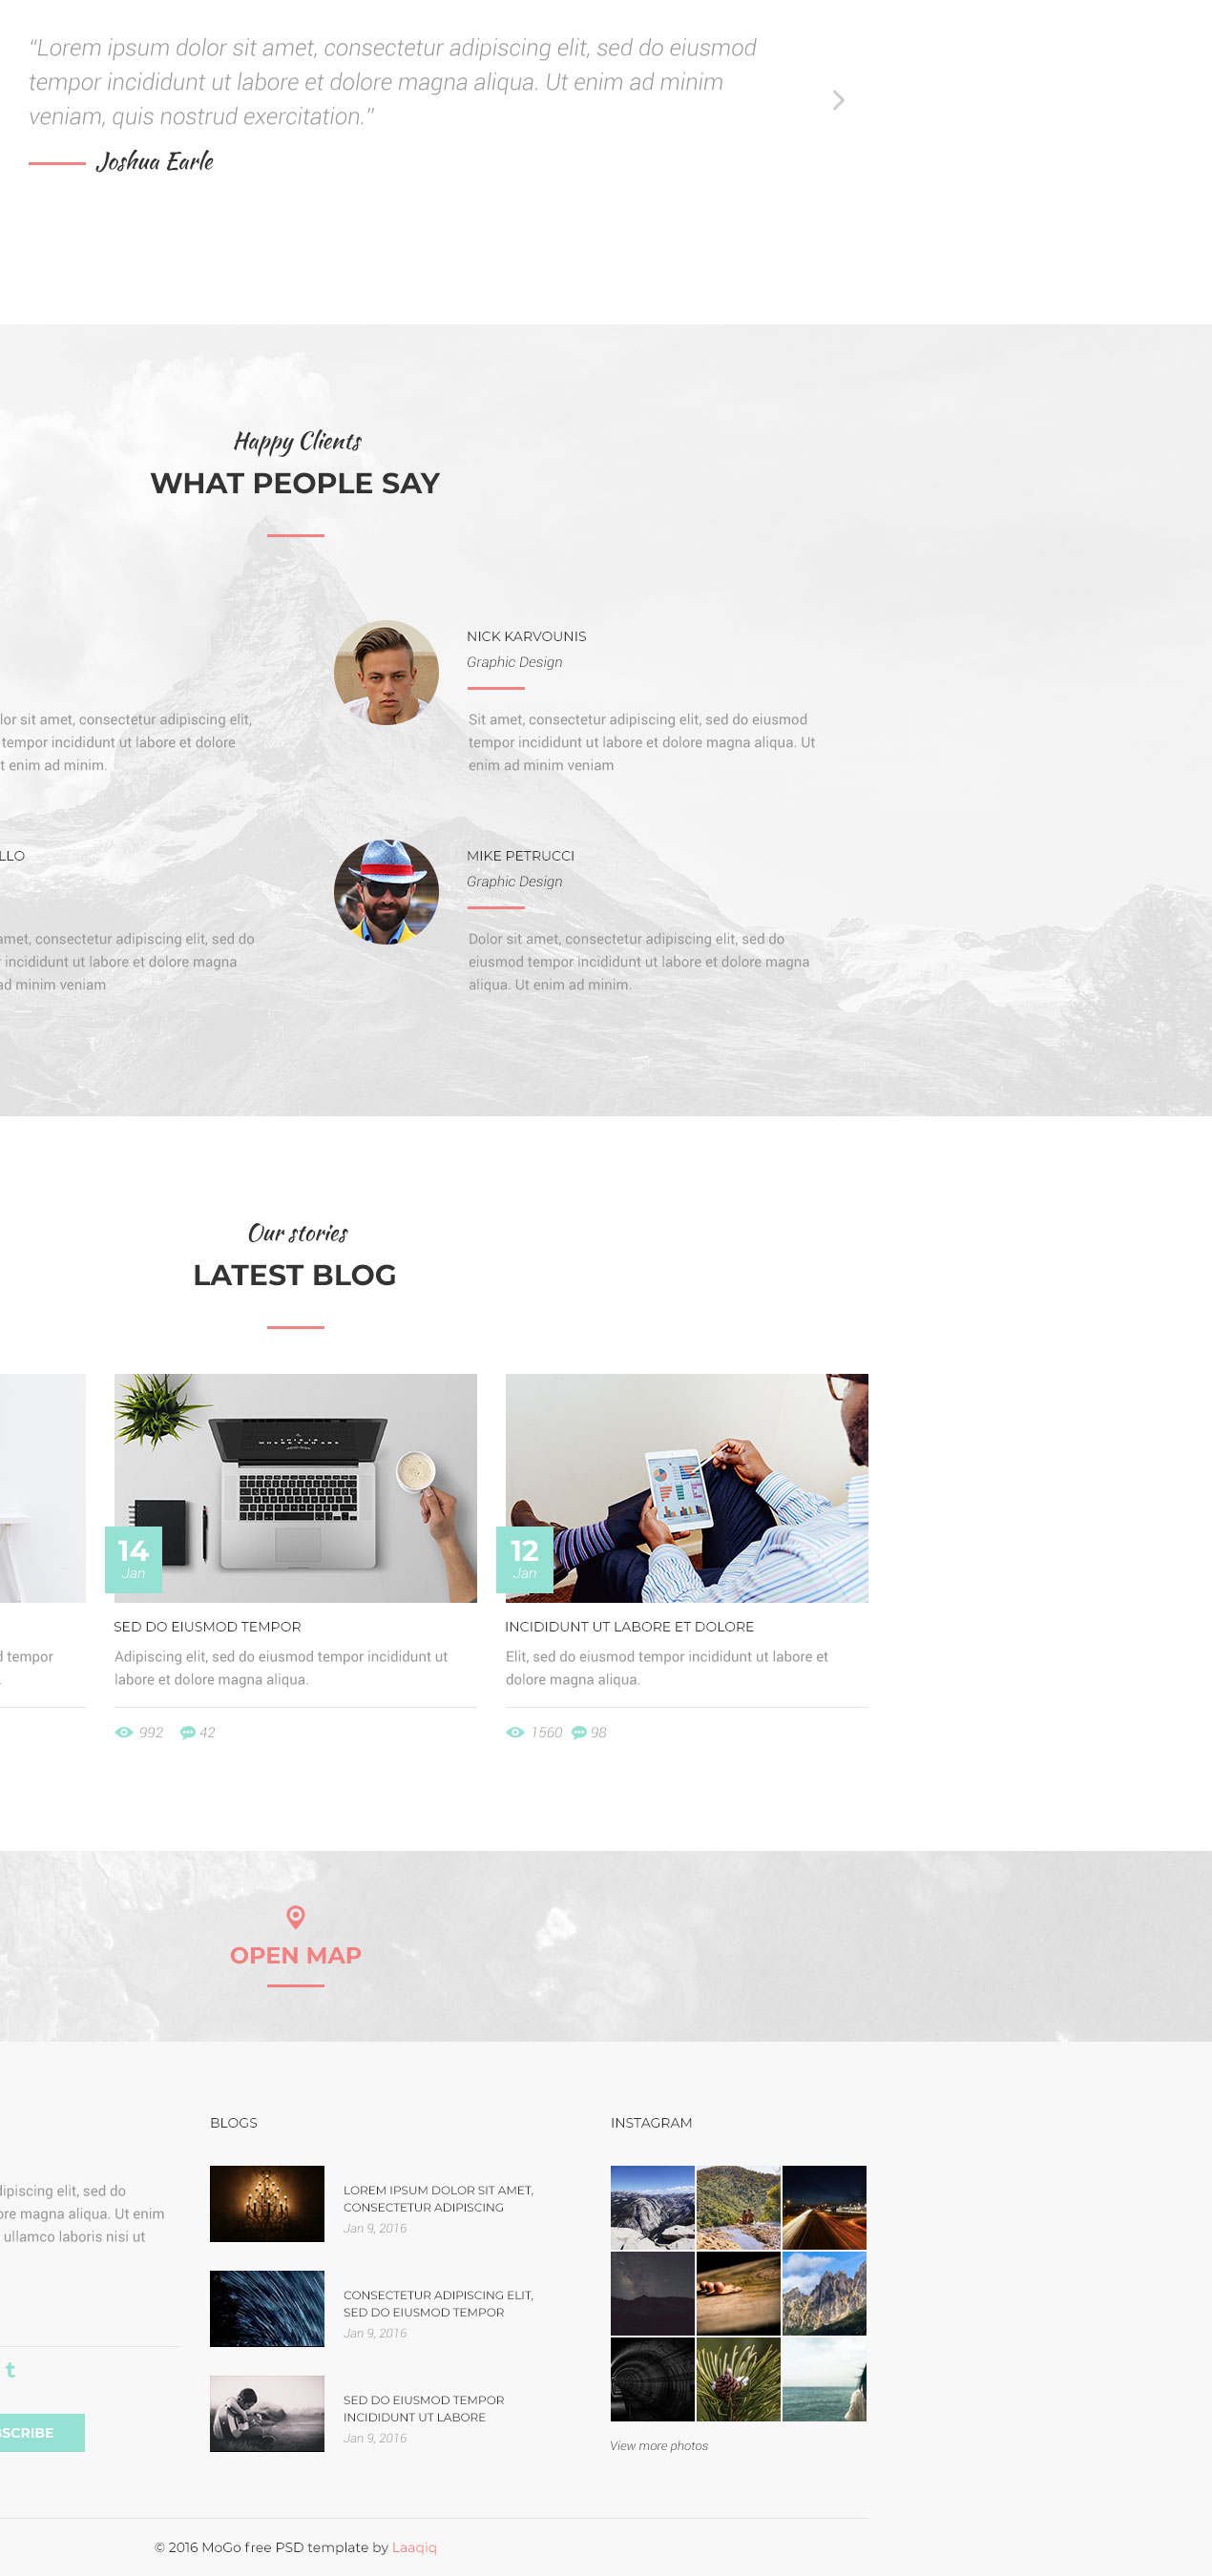 “Lorem ipsum dolor sit amet, consectetur adipiscing elit, sed do eiusmod
tempor incididunt ut labore et dolore magna aliqua. Ut enim ad minim
veniam, quis nostrud exercitation.”
Joshua Earle
Happy Clients
WHAT PEOPLE SAY
lor sit amet, consectetur adipiscing elit,
tempor incididunt ut labore et dolore
t enim ad minim.
NICK KARVOUNIS
Graphic Design
Sit amet, consectetur adipiscing elit, sed do eiusmod
tempor incididunt ut labore et dolore magna aliqua. Ut
enim ad minim veniam
LLO
amet, consectetur adipiscing elit, sed do
incididunt ut labore et dolore magna
ad minim veniam
MIKE PETRUCCI
Graphic Design
Dolor sit amet, consectetur adipiscing elit, sed do
eiusmod tempor incididunt ut labore et dolore magna
aliqua. Ut enim ad minim.
Our stories
LATEST BLOG
d tempor
.
THIS IS
WHERE YOU ARE
14
Jan
SED DO EIUSMOD TEMPOR
Adipiscing elit, sed do eiusmod tempor incididunt ut
labore et dolore magna aliqua.
992 42
12
Jan
INCIDIDUNT UT LABORE ET DOLORE
Elit, sed do eiusmod tempor incididunt ut labore et
dolore magna aliqua.
1560 98
OPEN MAP
dipiscing elit, sed do
ore magna aliqua. Ut enim
ullamco laboris nisi ut
t
SCRIBE
BLOGS
LOREM IPSUM DOLOR SIT AMET,
CONSECTETUR ADIPISCING
Jan 9, 2016
CONSECTETUR ADIPISCING ELIT,
SED DO EIUSMOD TEMPOR
Jan 9, 2016
SED DO EIUSMOD TEMPOR
INCIDIDUNT UT LABORE
Jan 9, 2016
INSTAGRAM
View more photos
© 2016 MoGo free PSD template by Laaqiq